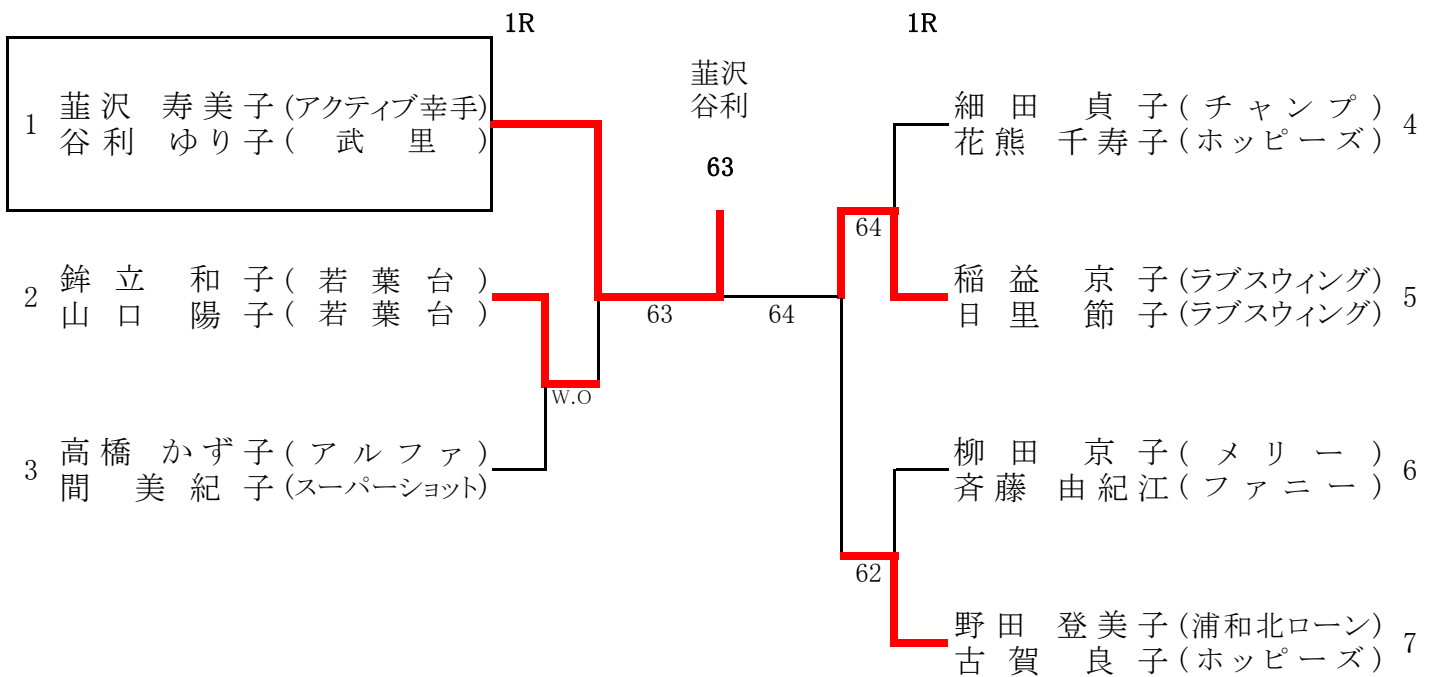 1R
1R
韮沢
谷利
63
1
韮沢 寿美子(アクティブ幸手)
谷利 ゆり子(武里)
2
鉾立 和子(若葉台)
山口 陽子(若葉台)
3
高橋 かず子(アルファ)
間 美紀子(スーパーショット)
W.O
63
64
64
62
細田 貞子(チャンプ)
花熊 千寿子(ホッピーズ)
4
稲益 京子(ラブスウィング)
日里 節子(ラブスウィング)
5
柳田 京子(メリー)
斉藤 由紀江(ファニー)
6
野田 登美子(浦和北ローン)
古賀 良子(ホッピーズ)
7